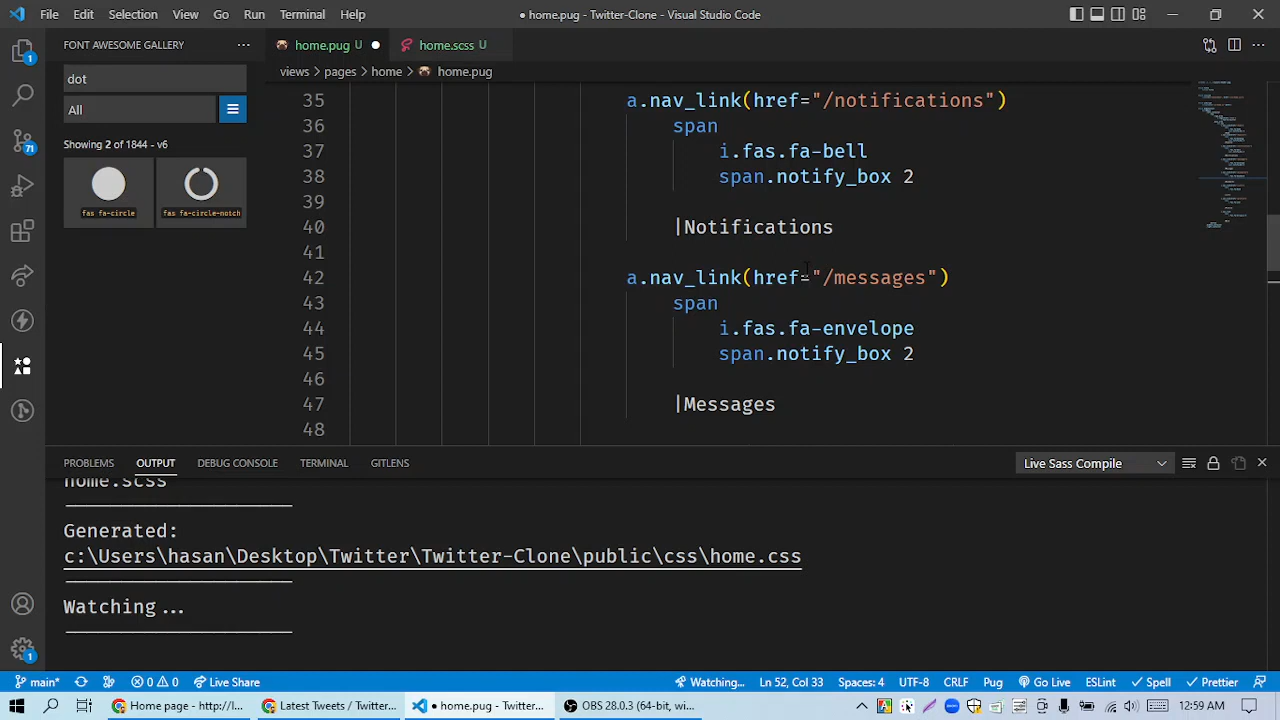 File Edit Selection View Go Run Terminal Help
● home.pug - Twitter-Clone - Visual Studio Code
FONT AWESOME GALLERY ···
home.pug U ●
home.scss U
dot
views > pages > home > home.pug
All
Showing 2 of 1844 — v6
fas fa-circle
fas fa-circle-notch
35 a.nav_link(href="/notifications")
36 span
37 i.fas.fa-bell
38 span.notify_box 2
39
40 |Notifications
41
42 a.nav_link(href="/messages")
43 span
44 i.fas.fa-envelope
45 span.notify_box 2
46
47 |Messages
48
1
71
1
PROBLEMS OUTPUT DEBUG CONSOLE TERMINAL GITLENS
Live Sass Compile
home.scss
Generated:
c:\Users\hasan\Desktop\Twitter\Twitter-Clone\public\css\home.css
Watching...
main* 0 0 Live Share
Watching... Ln 52, Col 33 Spaces: 4 UTF-8 CRLF Pug Go Live ESLint Spell Prettier
Home page - http://l...
Latest Tweets / Twitter...
● home.pug - Twitter-...
OBS 28.0.3 (64-bit, wi...
12:59 AM